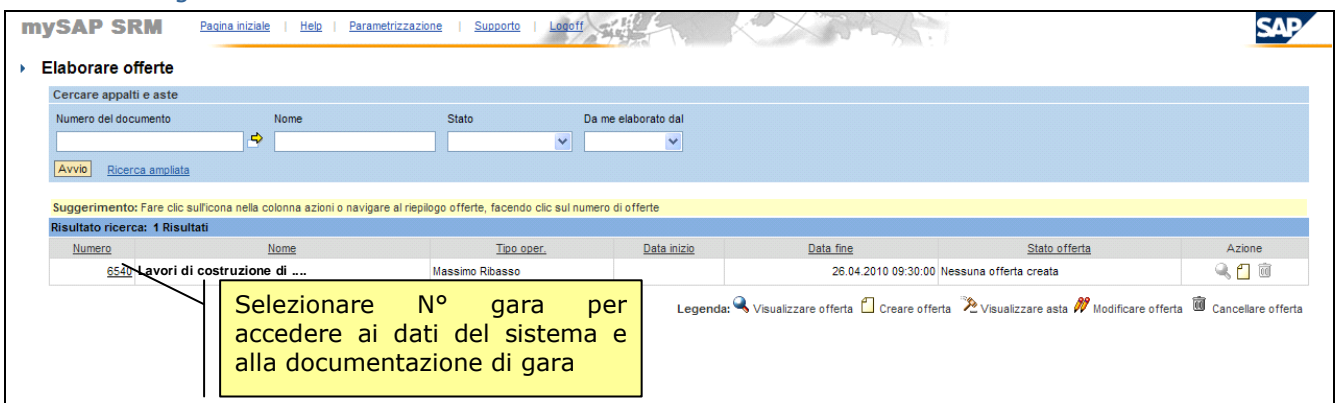 mySAP SRM Pagina iniziale | Help | Parametrizzazione | Supporto | Logoff SAP
Elaborare offerte
Cercare appalti e aste
Numero del documento Nome Stato Da me elaborato dal
Avvio Ricerca ampliata
Suggerimento: Fare clic sull'icona nella colonna azioni o navigare al riepilogo offerte, facendo clic sul numero di offerte
Risultato ricerca: 1 Risultati
Numero Nome Tipo oper. Data inizio Data fine Stato offerta Azione
6540 Lavori di costruzione di .... Massimo Ribasso 26.04.2010 09:30:00 Nessuna offerta creata
Legenda: Visualizzare offerta Creare offerta Visualizzare asta Modificare offerta Cancellare offerta
Selezionare N° gara per
accedere ai dati del sistema e
alla documentazione di gara